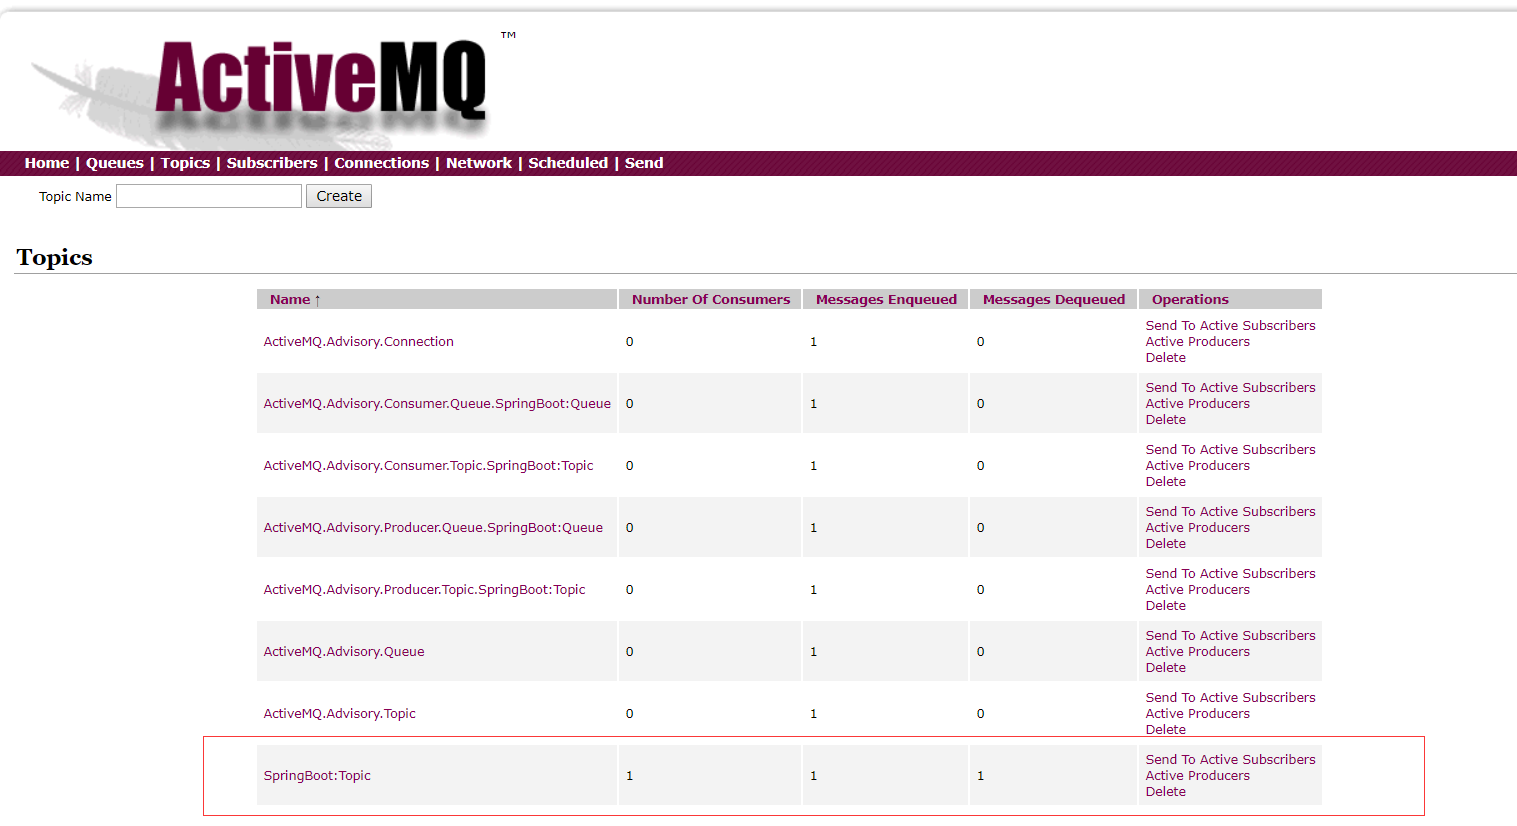 ActiveMQ™
Home | Queues | Topics | Subscribers | Connections | Network | Scheduled | Send
Topic Name Create
Topics
Name ↑ Number Of Consumers Messages Enqueued Messages Dequeued Operations
ActiveMQ.Advisory.Connection 0 1 0 Send To Active Subscribers
Active Producers
Delete
ActiveMQ.Advisory.Consumer.Queue.SpringBoot:Queue 0 1 0 Send To Active Subscribers
Active Producers
Delete
ActiveMQ.Advisory.Consumer.Topic.SpringBoot:Topic 0 1 0 Send To Active Subscribers
Active Producers
Delete
ActiveMQ.Advisory.Producer.Queue.SpringBoot:Queue 0 1 0 Send To Active Subscribers
Active Producers
Delete
ActiveMQ.Advisory.Producer.Topic.SpringBoot:Topic 0 1 0 Send To Active Subscribers
Active Producers
Delete
ActiveMQ.Advisory.Queue 0 1 0 Send To Active Subscribers
Active Producers
Delete
ActiveMQ.Advisory.Topic 0 1 0 Send To Active Subscribers
Active Producers
Delete
SpringBoot:Topic 1 1 1 Send To Active Subscribers
Active Producers
Delete